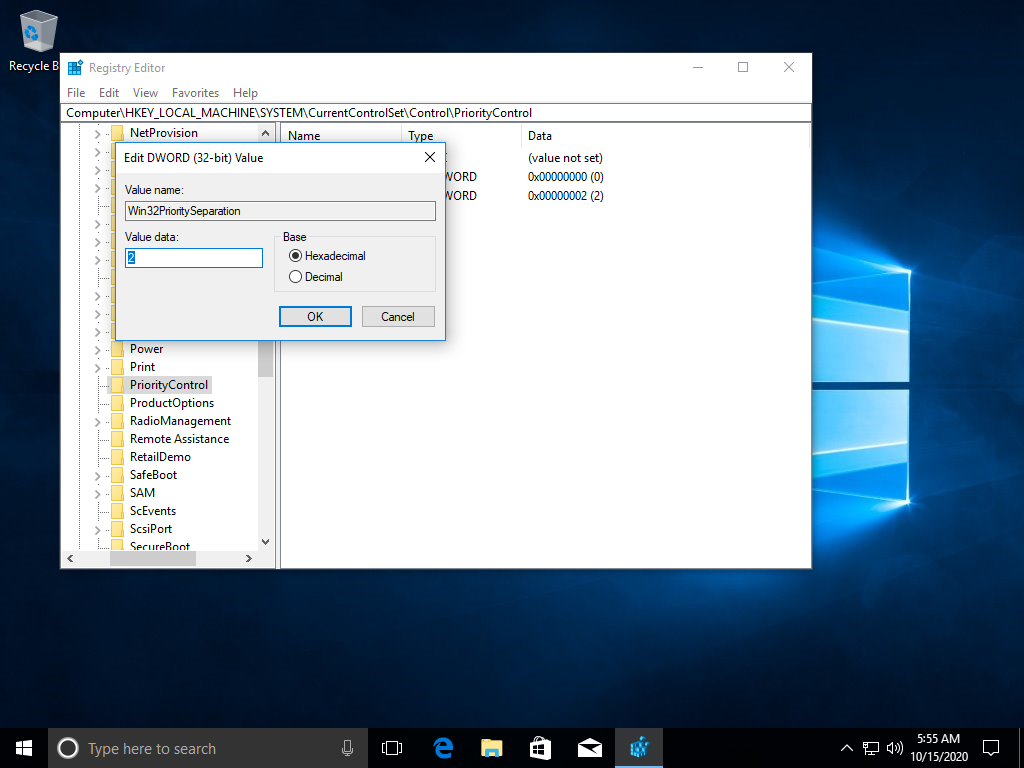 Recycle B
Registry Editor
File Edit View Favorites Help
Computer\HKEY_LOCAL_MACHINE\SYSTEM\CurrentControlSet\Control\PriorityControl
NetProvision
Name Type Data
(value not set)
WORD 0x00000000 (0)
WORD 0x00000002 (2)
Edit DWORD (32-bit) Value
Value name:
Win32PrioritySeparation
Value data:
2
Base
Hexadecimal
Decimal
OK Cancel
Power
Print
PriorityControl
ProductOptions
RadioManagement
Remote Assistance
RetailDemo
SafeBoot
SAM
ScEvents
ScsiPort
SecureBoot
Type here to search
5:55 AM
10/15/2020